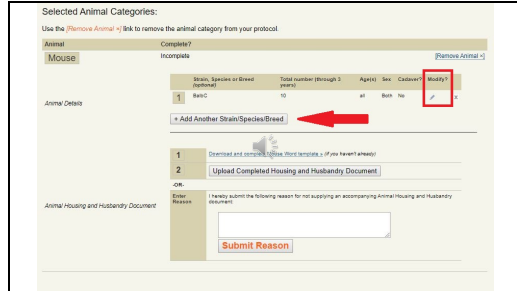 Selected Animal Categories:
Use the [Remove Animal ×] link to remove the animal category from your protocol.
Animal Complete?
Mouse Incomplete [Remove Animal ×]
Strain, Species or Breed (optional) Total number (through 3 years) Age(s) Sex Cadaver? Modify?
Animal Details
1 BalbC 10 all Both No x
+ Add Another Strain/Species/Breed
1 Download and complete Mouse Word template » (if you haven't already)
2 Upload Completed Housing and Husbandry Document
-OR-
Animal Housing and Husbandry Document
Enter Reason I hereby submit the following reason for not supplying an accompanying Animal Housing and Husbandry document:
Submit Reason